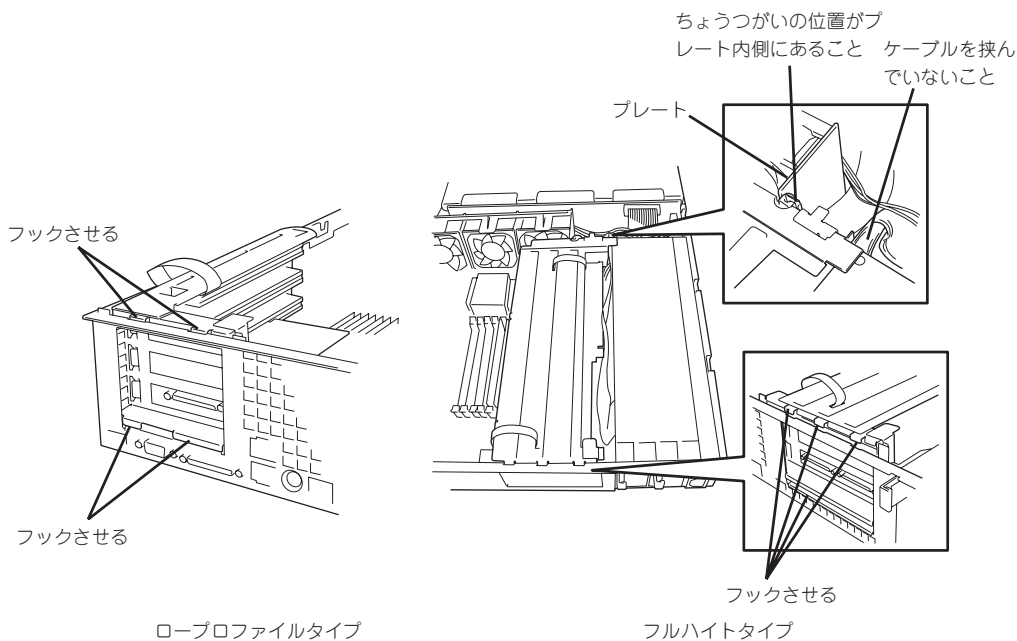 ちょうつがいの位置がプ
レート内側にあること
ケーブルを挟ん
でいないこと
プレート
フックさせる
フックさせる
フックさせる
ロープロファイルタイプ
フルハイトタイプ